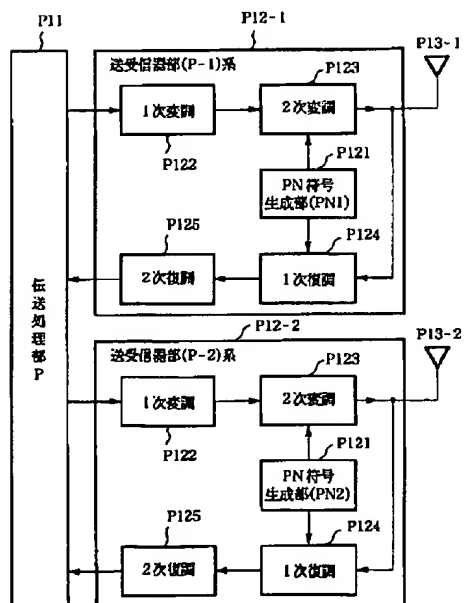 P11
P12-1
P13-1
送受信器部(P-1)系
P123
1次変調
2次変調
P122
P121
PN符号
生成部(PN1)
P125
P124
2次復調
1次復調
伝送処理部P
P12-2
P13-2
送受信器部(P-2)系
P123
1次変調
2次変調
P122
P121
PN符号
生成部(PN2)
P125
P124
2次復調
1次復調